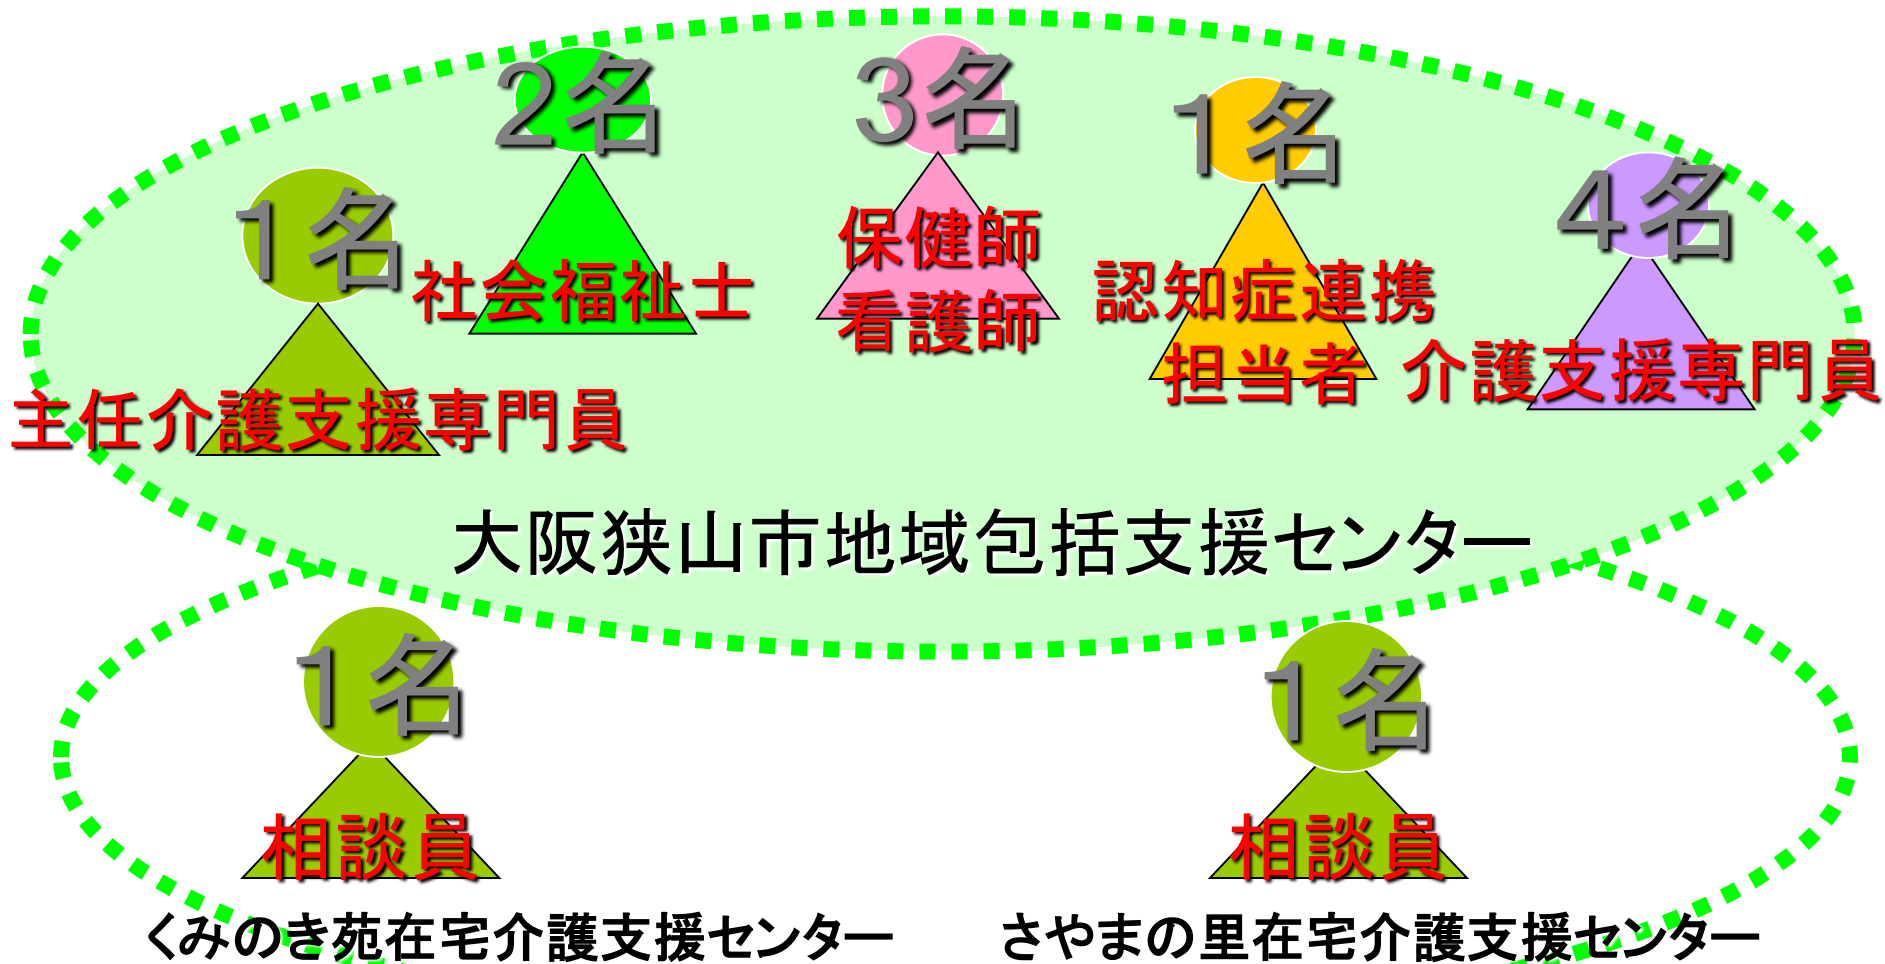 1名
主任介護支援専門員
2名
社会福祉士
3名
保健師
看護師
1名
認知症連携
担当者
4名
介護支援専門員
大阪狭山市地域包括支援センター
1名
相談員
くみのき苑在宅介護支援センター
1名
相談員
さやまの里在宅介護支援センター